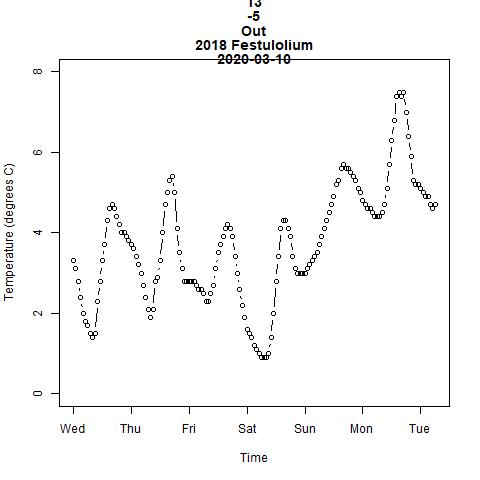 13
-5
Out
2018 Festulolium
2020-03-10
8
6
4
2
0
Temperature (degrees C)
Wed Thu Fri Sat Sun Mon Tue
Time